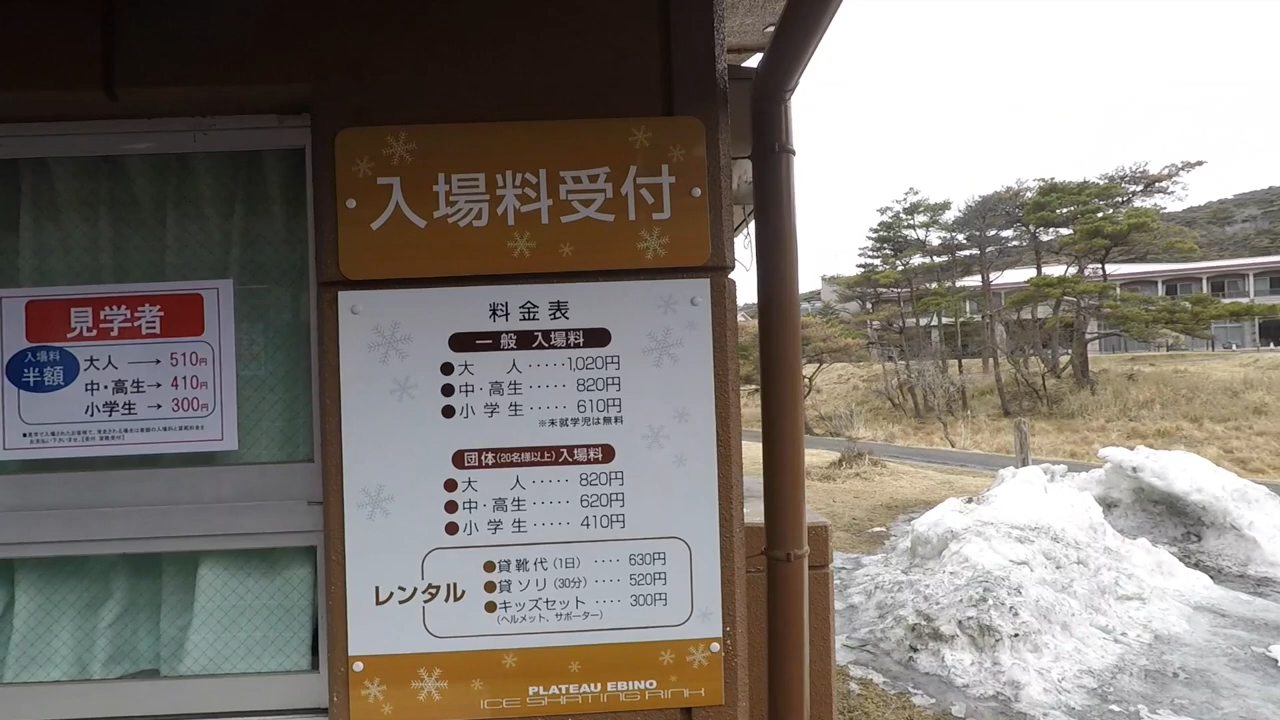 入場料受付
見学者
入場料
半額
大人 → 510円
中・高生 → 410円
小学生 → 300円
料金表
一般 入場料
●大 人・・・・・1,020円
●中・高生・・・・・820円
●小 学 生・・・・・610円
※未就学児は無料
団体(20名様以上)入場料
●大 人・・・・・820円
●中・高生・・・・・620円
●小 学 生・・・・・410円
レンタル
●貸 靴 代(1日)・・・・630円
●貸 ソ リ(30分)・・・・520円
●キッズセット・・・・300円
(ヘルメット、サポーター)
PLATEAU EBINO
ICE SKATING RINK